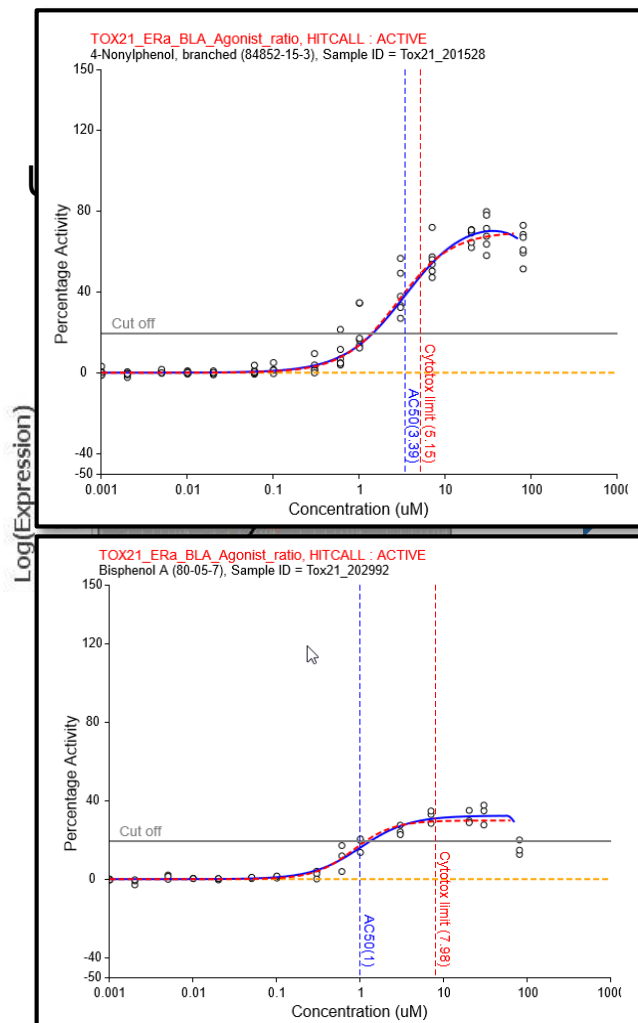 TOX21_ERa_BLA_Agonist_ratio, HITCALL : ACTIVE
4-Nonylphenol, branched (84852-15-3), Sample ID = Tox21_201528
150
120
80
40
0
-40
-50
Percentage Activity
Cut off
AC50(3.39)
Cytotox limit (5.15)
0.001
0.01
0.1
1
10
100
1000
Concentration (uM)
Log(Expression)
TOX21_ERa_BLA_Agonist_ratio, HITCALL : ACTIVE
Bisphenol A (80-05-7), Sample ID = Tox21_202992
150
120
80
40
0
-40
-50
Percentage Activity
Cut off
AC50(1)
Cytotox limit (7.98)
0.001
0.01
0.1
1
10
100
Concentration (uM)